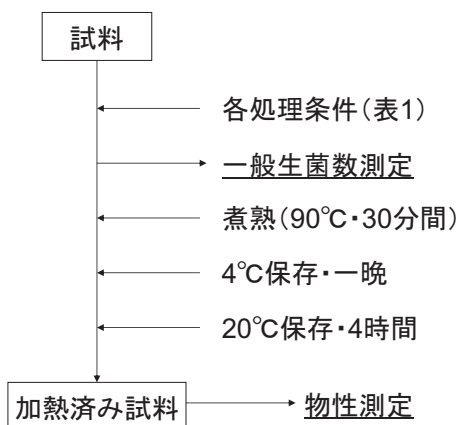 試料
各処理条件（表1）
一般生菌数測定
煮熟（90℃・30分間）
4℃保存・一晩
20℃保存・4時間
加熱済み試料
物性測定